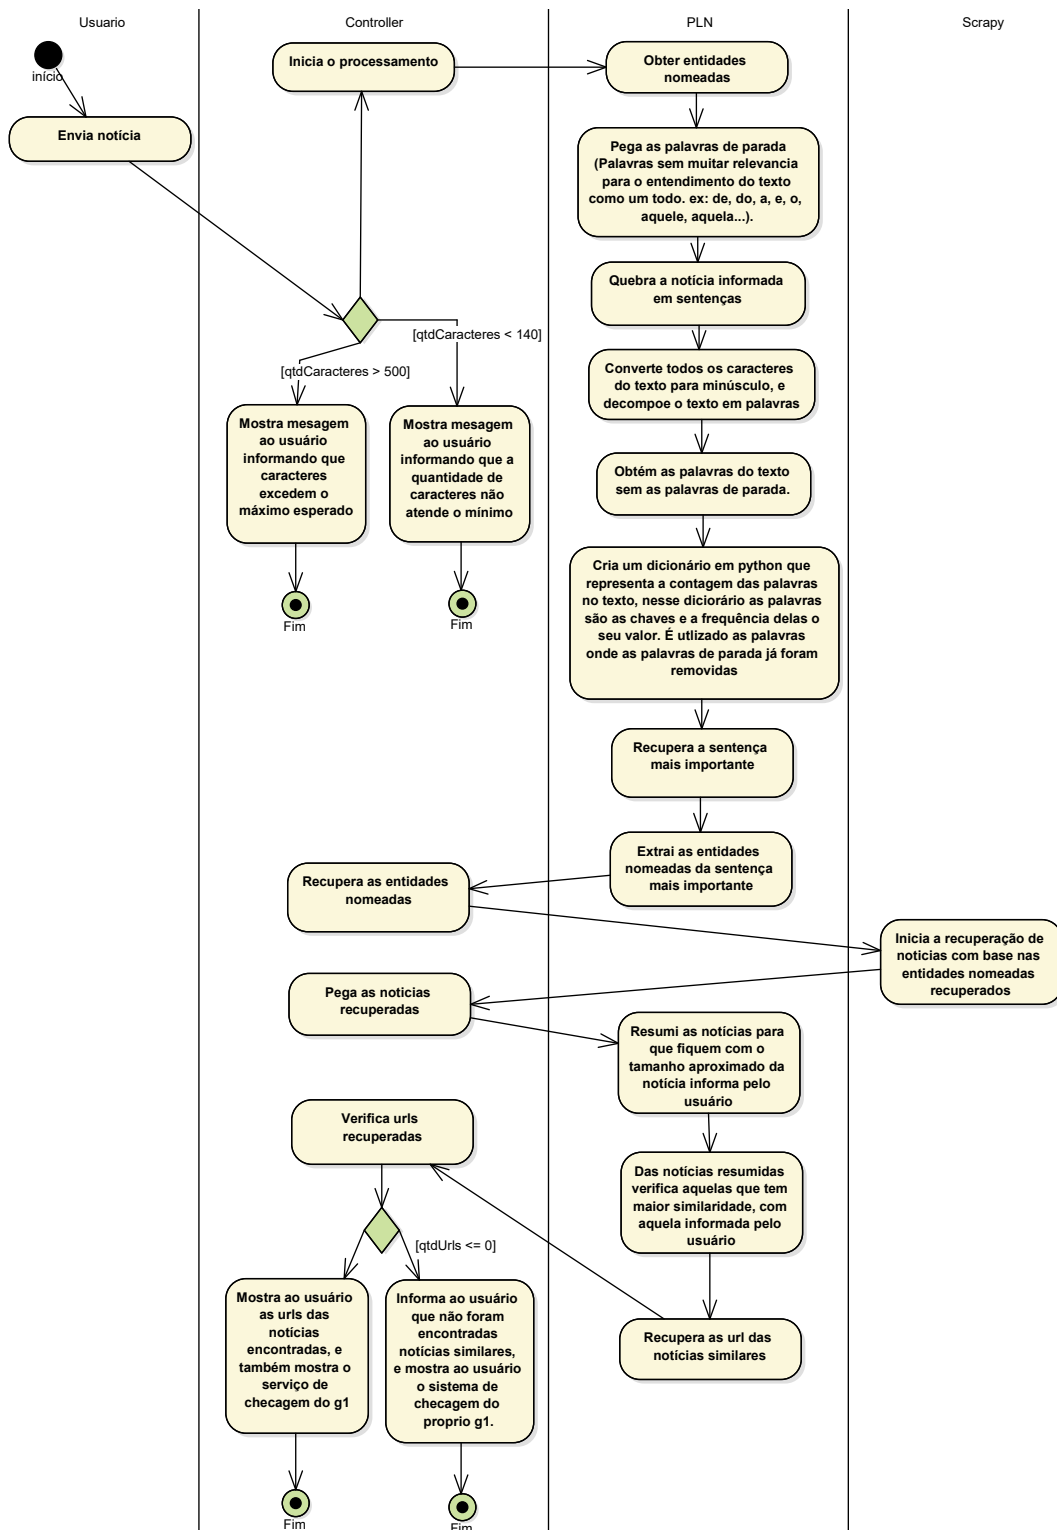 Usuario
Controller
PLN
Scrapy
início
Envia notícia
Inicia o processamento
Obter entidades
nomeadas
Pega as palavras de parada
(Palavras sem muitar relevancia
para o entendimento do texto
como um todo. ex: de, do, a, e, o,
aquele, aquela...).
Quebra a notícia informada
em sentenças
[qtdCaracteres < 140]
[qtdCaracteres > 500]
Converte todos os caracteres
do texto para minúsculo, e
decompoe o texto em palavras
Mostra mesagem
ao usuário
informando que
caracteres
excedem o
máximo esperado
Mostra mesagem
ao usuário
informando que a
quantidade de
caracteres não
atende o mínimo
Fim
Fim
Obtém as palavras do texto
sem as palavras de parada.
Cria um dicionário em python que
representa a contagem das palavras
no texto, nesse diciorário as palavras
são as chaves e a frequência delas o
seu valor. É utlizado as palavras
onde as palavras de parada já foram
removidas
Recupera a sentença
mais importante
Extrai as entidades
nomeadas da sentença
mais importante
Recupera as entidades
nomeadas
Inicia a recuperação de
noticias com base nas
entidades nomeadas
recuperados
Pega as noticias
recuperadas
Resumi as notícias para
que fiquem com o
tamanho aproximado da
notícia informa pelo
usuário
Das notícias resumidas
verifica aquelas que tem
maior similaridade, com
aquela informada pelo
usuário
Recupera as url das
notícias similares
Verifica urls
recuperadas
[qtdUrls <= 0]
Mostra ao usuário
as urls das
notícias
encontradas, e
também mostra o
serviço de
checagem do g1
Informa ao usuário
que não foram
encontradas
notícias similares,
e mostra ao usuário
o sistema de
checagem do
proprio g1.
Fim
Fim